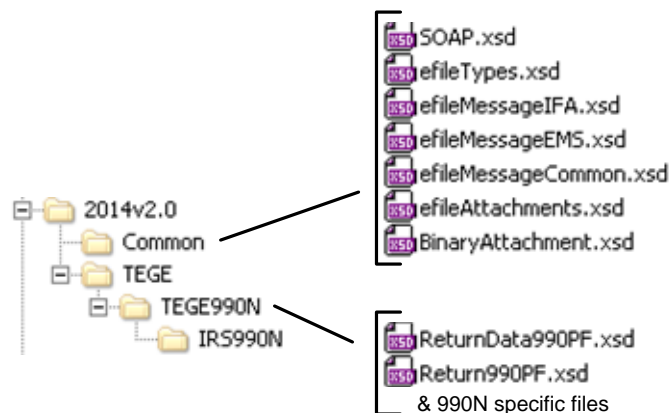 SOAP.xsd
efileTypes.xsd
efileMessageIFA.xsd
efileMessageEMS.xsd
efileMessageCommon.xsd
efileAttachments.xsd
BinaryAttachment.xsd
2014v2.0
Common
TEGE
TEGE990N
IRS990N
ReturnData990PF.xsd
Return990PF.xsd
& 990N specific files